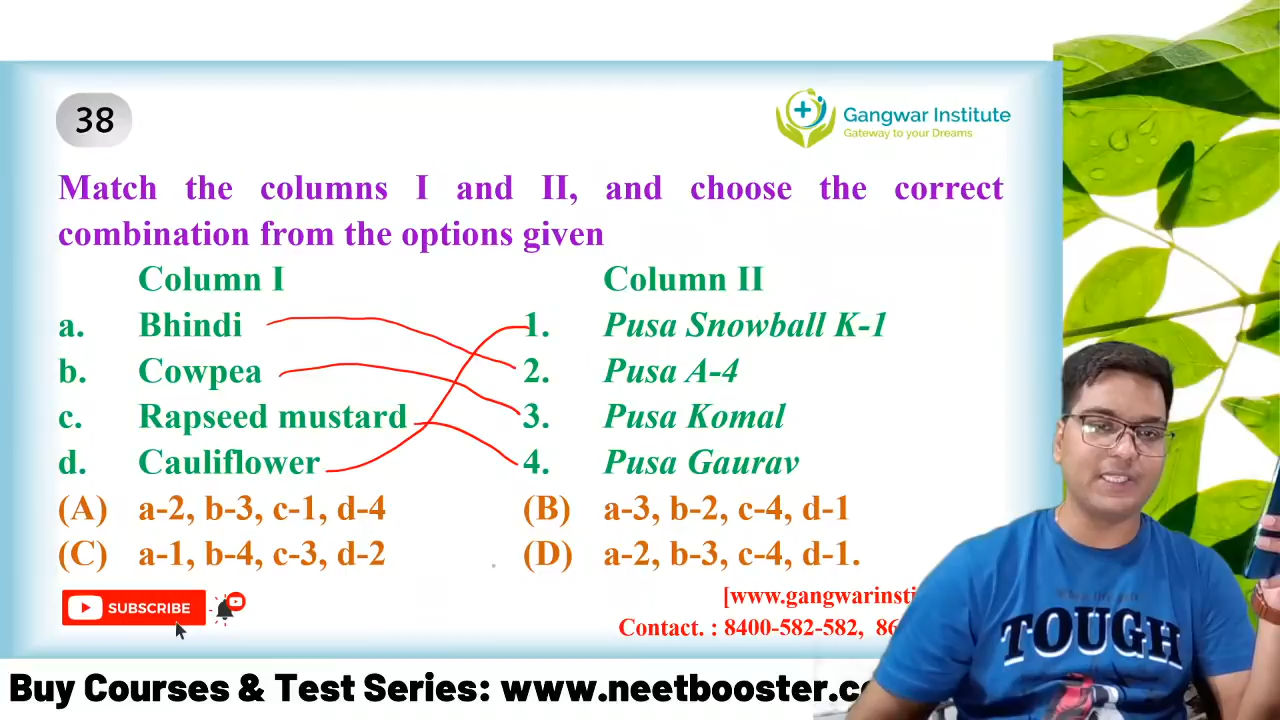 38
Gangwar Institute
Gateway to your Dreams
Match the columns I and II, and choose the correct
combination from the options given
Column I Column II
a. Bhindi 1. Pusa Snowball K-1
b. Cowpea 2. Pusa A-4
c. Rapseed mustard 3. Pusa Komal
d. Cauliflower 4. Pusa Gaurav
(A) a-2, b-3, c-1, d-4 (B) a-3, b-2, c-4, d-1
(C) a-1, b-4, c-3, d-2 (D) a-2, b-3, c-4, d-1.
SUBSCRIBE
[www.gangwarinsti
Contact. : 8400-582-582, 86
TOUGH
Buy Courses & Test Series: www.neetbooster.c